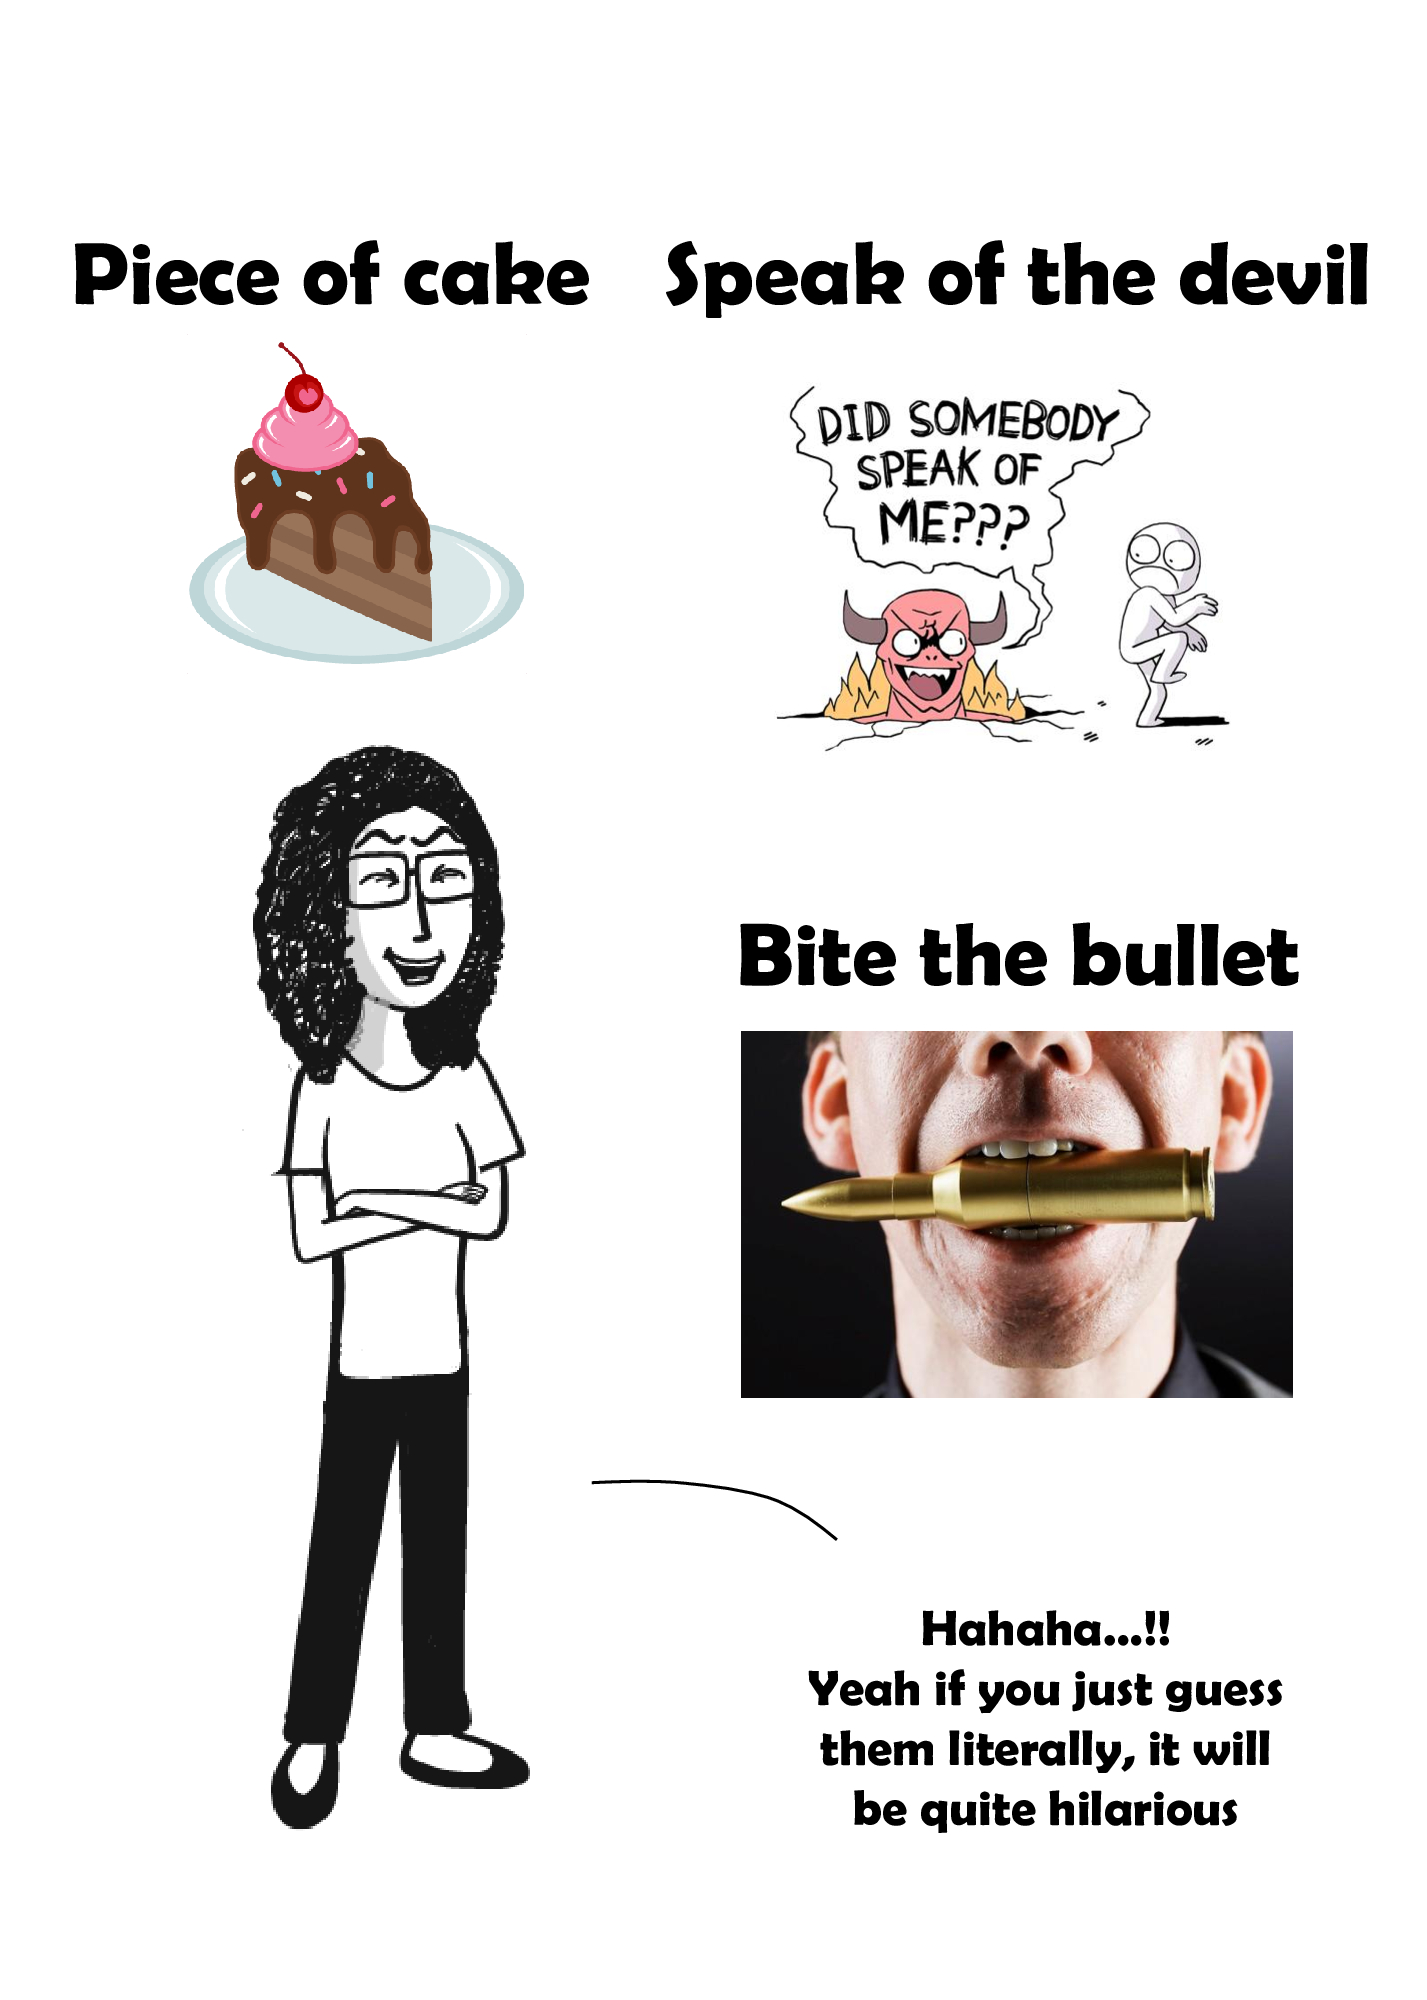 Piece of cake
Speak of the devil
DID SOMEBODY
SPEAK OF
ME???
Bite the bullet
Hahaha...!!
Yeah if you just guess
them literally, it will
be quite hilarious